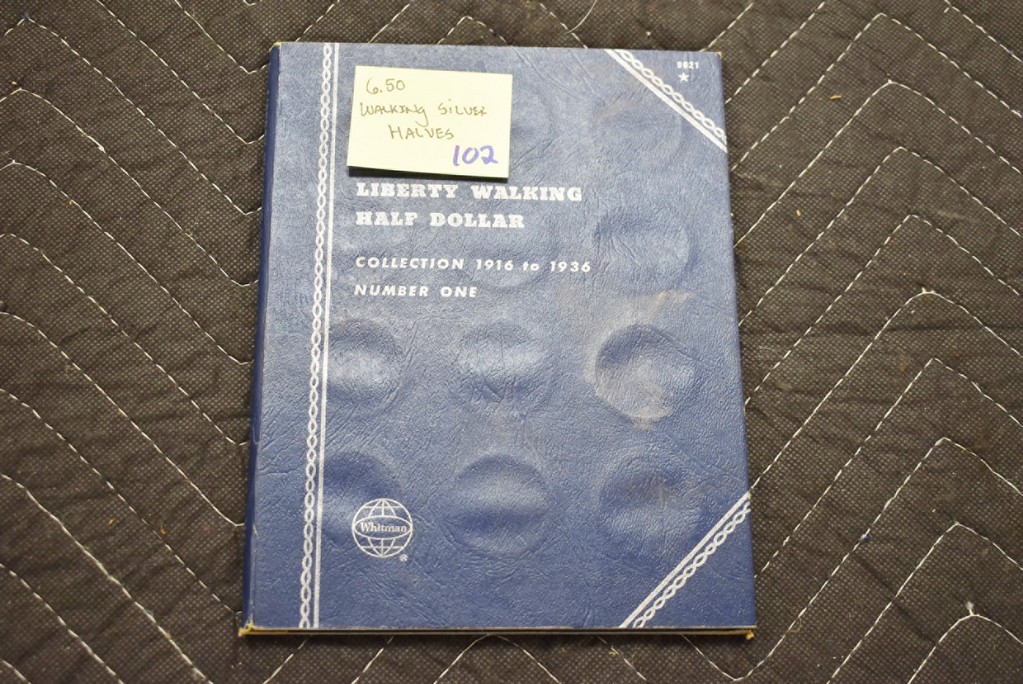 9021
6.50
WALKING SILVER
HALVES
102
LIBERTY WALKING
HALF DOLLAR
COLLECTION 1916 to 1936
NUMBER ONE
Whitman
®